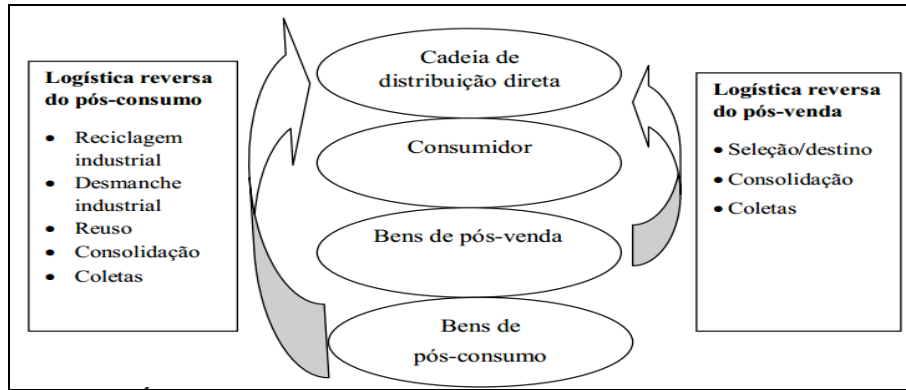 Logística reversa
do pós-consumo
• Reciclagem
industrial
• Desmanche
industrial
• Reuso
• Consolidação
• Coletas
Cadeia de
distribuição direta
Consumidor
Bens de pós-venda
Bens de
pós-consumo
Logística reversa
do pós-venda
• Seleção/destino
• Consolidação
• Coletas